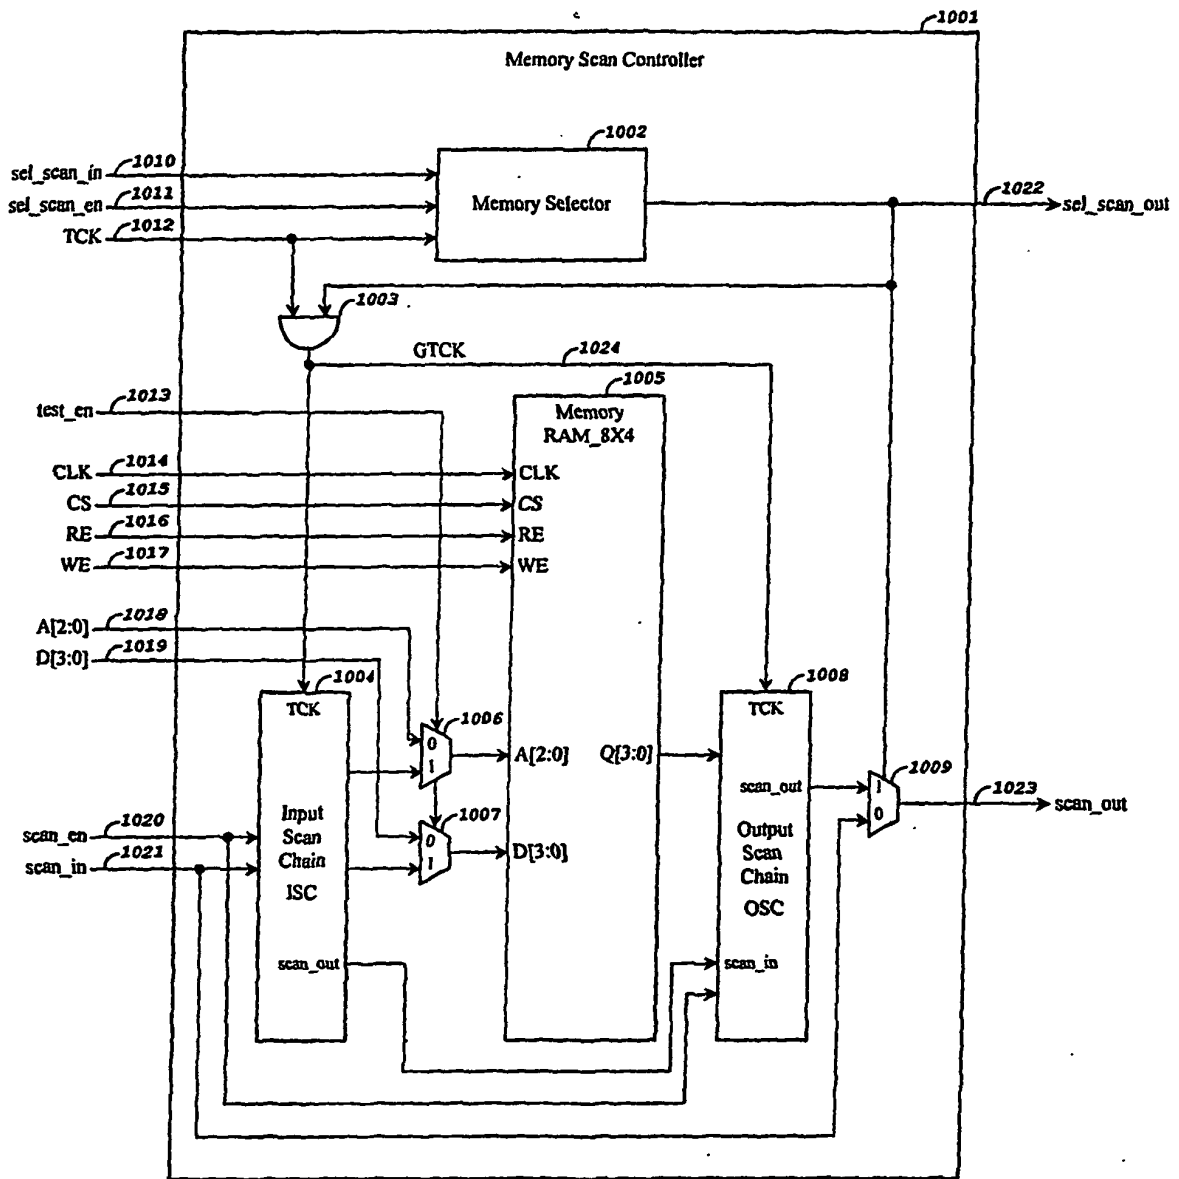 1001
Memory Scan Controller
1002
sel_scan_in 1010
sel_scan_en 1011
TCK 1012
Memory Selector
1022 sel_scan_out
1003
GTCK 1024
test_en 1013
1005
Memory
RAM_8X4
CLK 1014 CLK
CS 1015 CS
RE 1016 RE
WE 1017 WE
A[2:0] 1018
D[3:0] 1019
1004
TCK
1006
0
1
A[2:0] Q[3:0]
1008
TCK
scan_out
1009
1
0
1023 scan_out
scan_en 1020
scan_in 1021
Input
Scan
Chain
ISC
1007
0
1
D[3:0]
Output
Scan
Chain
OSC
scan_out
scan_in